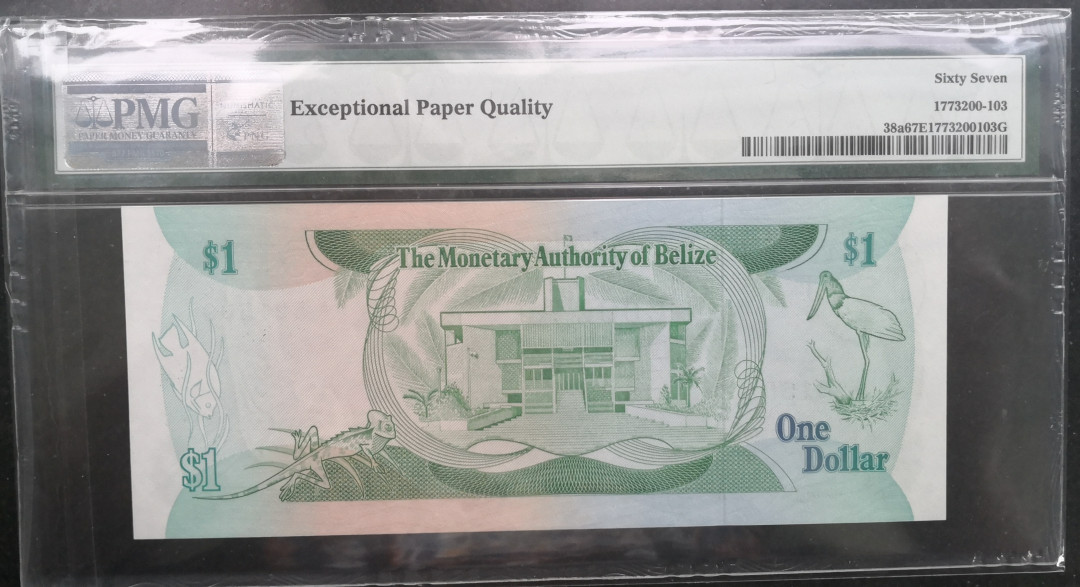 PMG
PAPER MONEY GUARANTY
PNG
Exceptional Paper Quality
Sixty Seven
1773200-103
38a67E1773200103G
$1
The Monetary Authority of Belize
$1
One
Dollar
$1